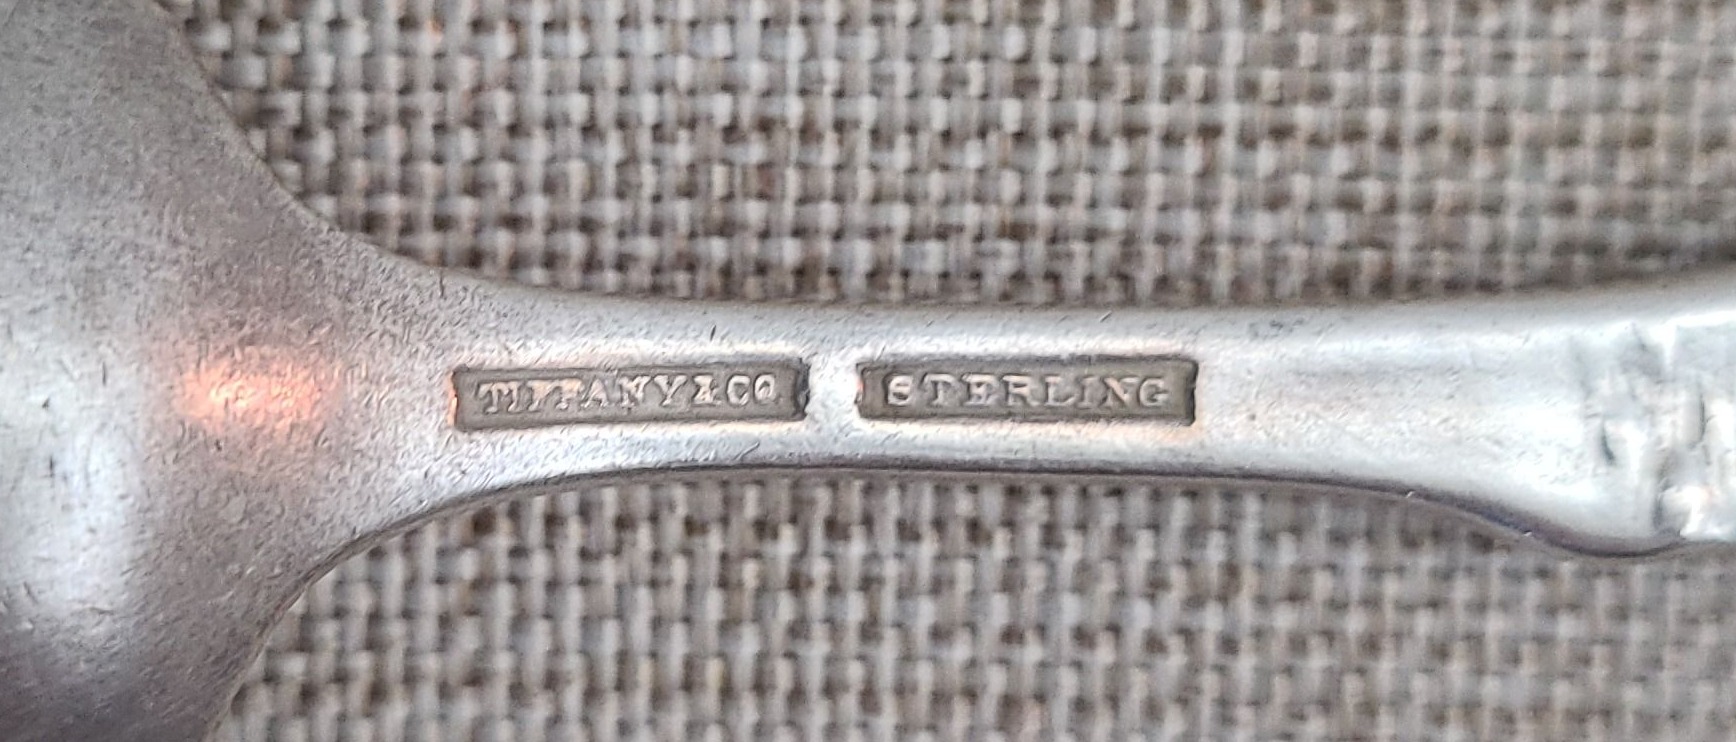 TIFFANY & CO. STERLING